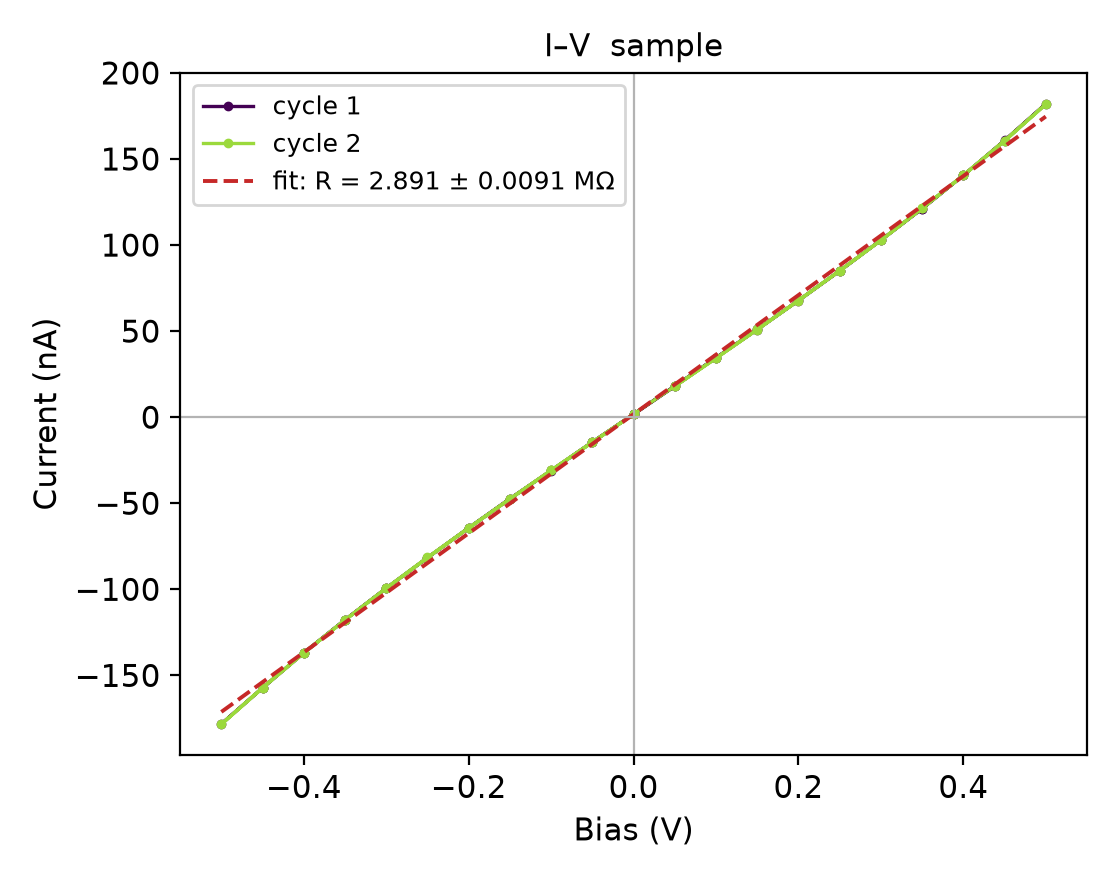 I–V  sample
200
150
100
50
0
−50
−100
−150
Current (nA)
cycle 1
cycle 2
fit: R = 2.891 ± 0.0091 MΩ
−0.4 −0.2 0.0 0.2 0.4
Bias (V)